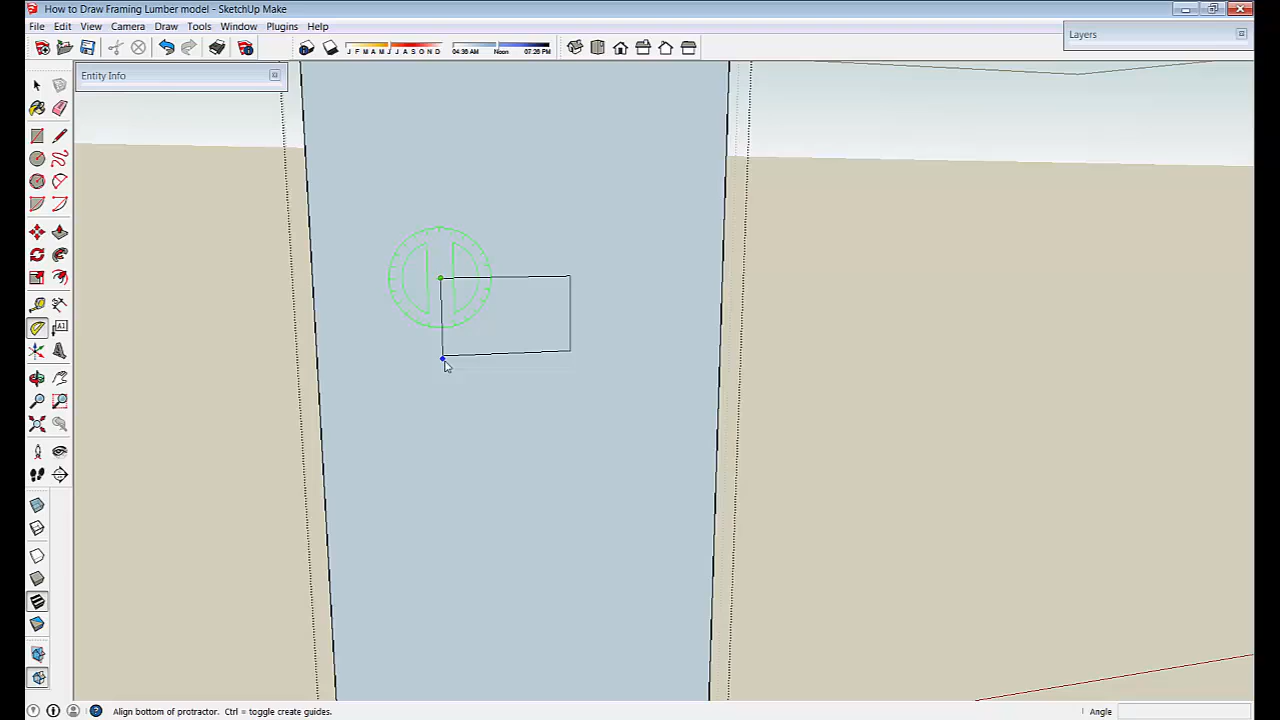 How to Draw Framing Lumber model - SketchUp Make
File Edit View Camera Draw Tools Window Plugins Help
J F M A M J J A S O N D 04:36 AM Noon 07:26 PM
Layers
Entity Info
A1
Align bottom of protractor. Ctrl = toggle create guides.
Angle